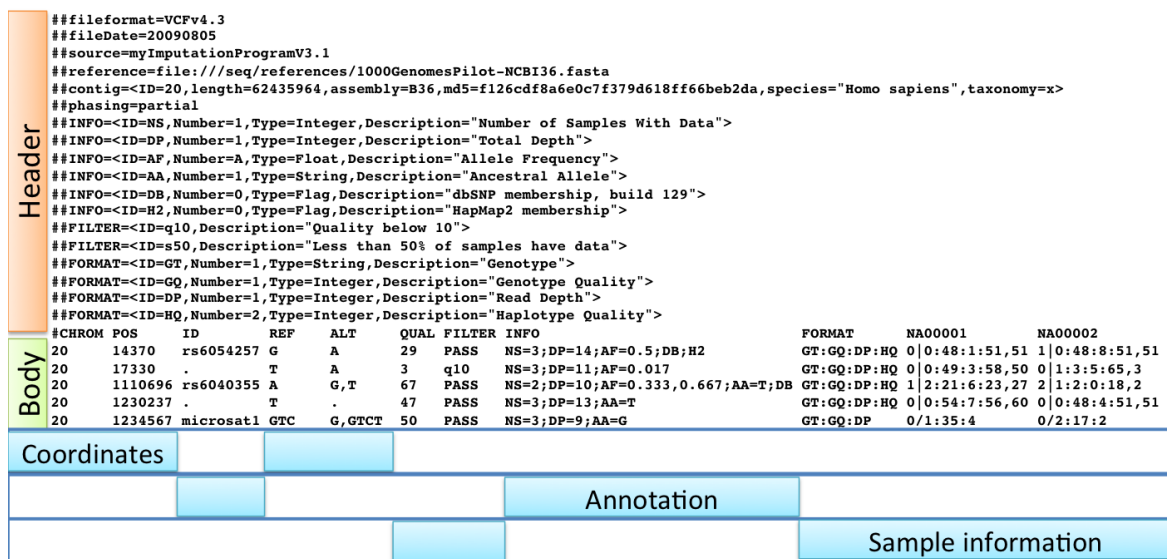 Header
##fileformat=VCFv4.3
##fileDate=20090805
##source=myImputationProgramV3.1
##reference=file:///seq/references/1000GenomesPilot-NCBI36.fasta
##contig=<ID=20,length=62435964,assembly=B36,md5=f126cdf8a6e0c7f379d618ff66beb2da,species="Homo sapiens",taxonomy=x>
##phasing=partial
##INFO=<ID=NS,Number=1,Type=Integer,Description="Number of Samples With Data">
##INFO=<ID=DP,Number=1,Type=Integer,Description="Total Depth">
##INFO=<ID=AF,Number=A,Type=Float,Description="Allele Frequency">
##INFO=<ID=AA,Number=1,Type=String,Description="Ancestral Allele">
##INFO=<ID=DB,Number=0,Type=Flag,Description="dbSNP membership, build 129">
##INFO=<ID=H2,Number=0,Type=Flag,Description="HapMap2 membership">
##FILTER=<ID=q10,Description="Quality below 10">
##FILTER=<ID=s50,Description="Less than 50% of samples have data">
##FORMAT=<ID=GT,Number=1,Type=String,Description="Genotype">
##FORMAT=<ID=GQ,Number=1,Type=Integer,Description="Genotype Quality">
##FORMAT=<ID=DP,Number=1,Type=Integer,Description="Read Depth">
##FORMAT=<ID=HQ,Number=2,Type=Integer,Description="Haplotype Quality">
#CHROM POS ID REF ALT QUAL FILTER INFO FORMAT NA00001 NA00002
Body
20 14370 rs6054257 G A 29 PASS NS=3;DP=14;AF=0.5;DB;H2 GT:GQ:DP:HQ 0|0:48:1:51,51 1|0:48:8:51,51
20 17330 . T A 3 q10 NS=3;DP=11;AF=0.017 GT:GQ:DP:HQ 0|0:49:3:58,50 0|1:3:5:65,3
20 1110696 rs6040355 A G,T 67 PASS NS=2;DP=10;AF=0.333,0.667;AA=T;DB GT:GQ:DP:HQ 1|2:21:6:23,27 2|1:2:0:18,2
20 1230237 . T . 47 PASS NS=3;DP=13;AA=T GT:GQ:DP:HQ 0|0:54:7:56,60 0|0:48:4:51,51
20 1234567 microsat1 GTC G,GTCT 50 PASS NS=3;DP=9;AA=G GT:GQ:DP 0/1:35:4 0/2:17:2
Coordinates
Annotation
Sample information